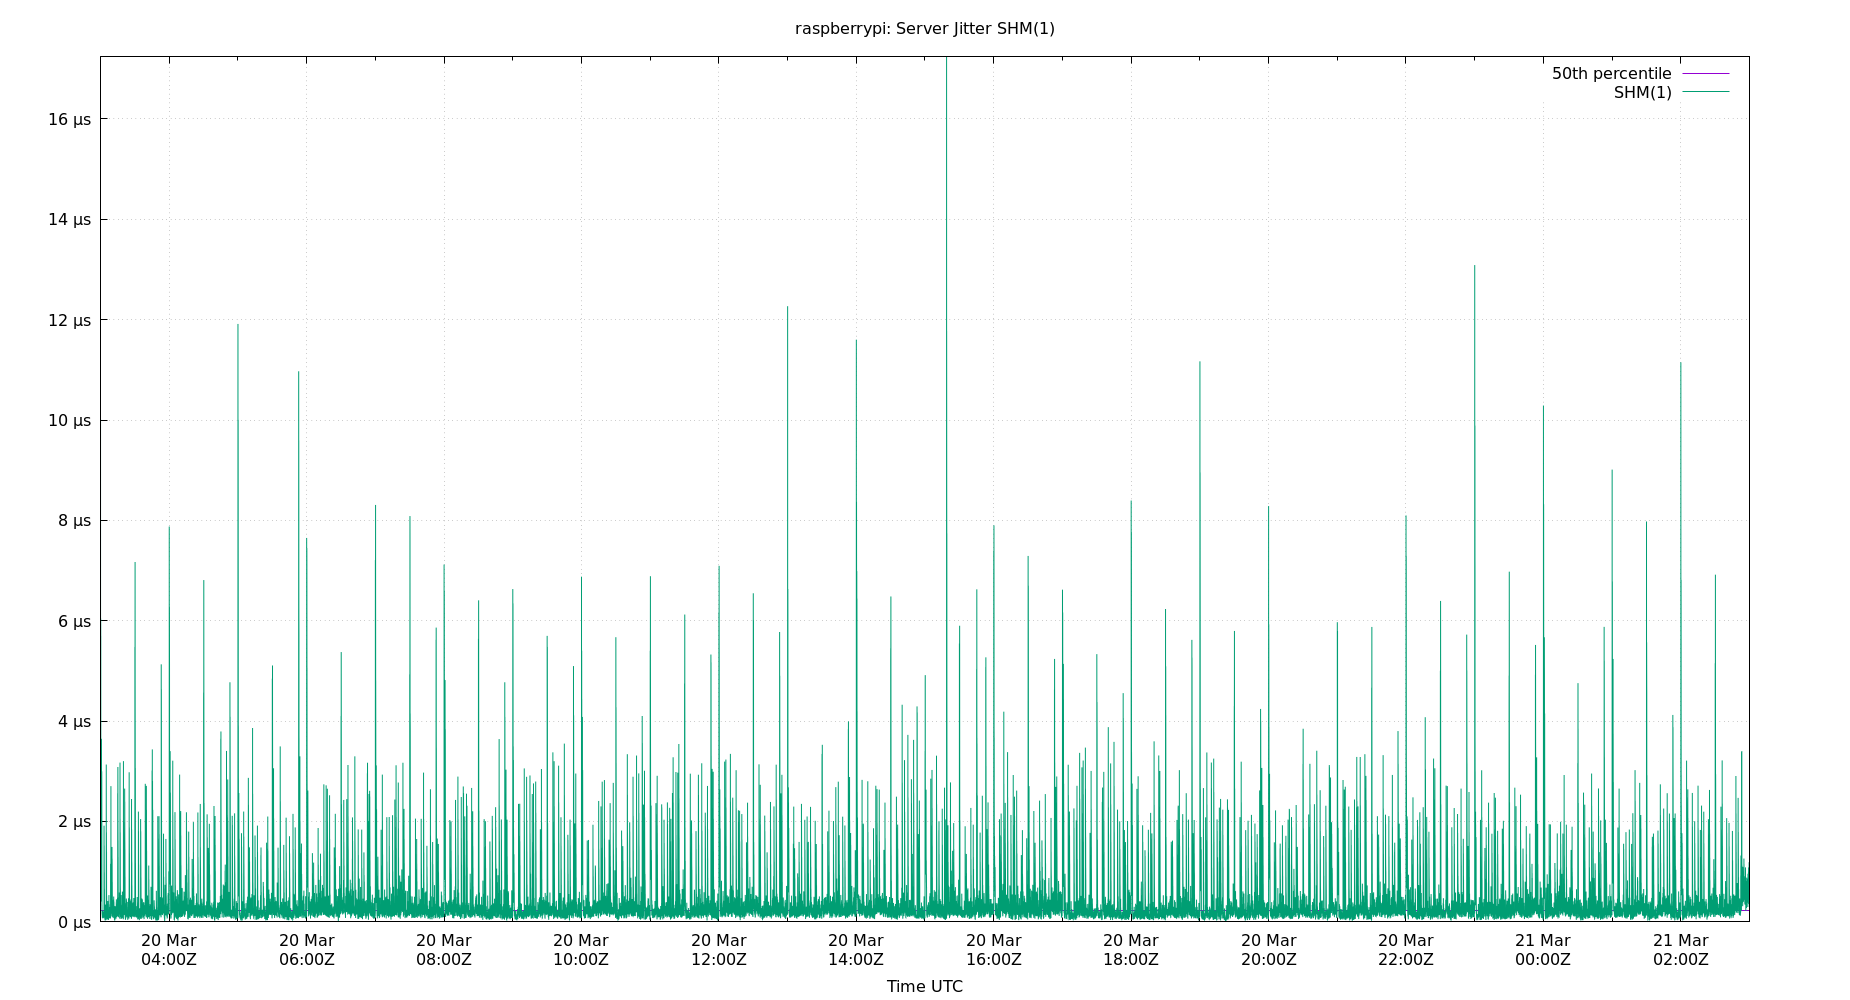 raspberrypi: Server Jitter SHM(1)
50th percentile
SHM(1)
16 µs
14 µs
12 µs
10 µs
8 µs
6 µs
4 µs
2 µs
0 µs
20 Mar 20 Mar 20 Mar 20 Mar 20 Mar 20 Mar 20 Mar 20 Mar 20 Mar 20 Mar 21 Mar 21 Mar
04:00Z 06:00Z 08:00Z 10:00Z 12:00Z 14:00Z 16:00Z 18:00Z 20:00Z 22:00Z 00:00Z 02:00Z
Time UTC